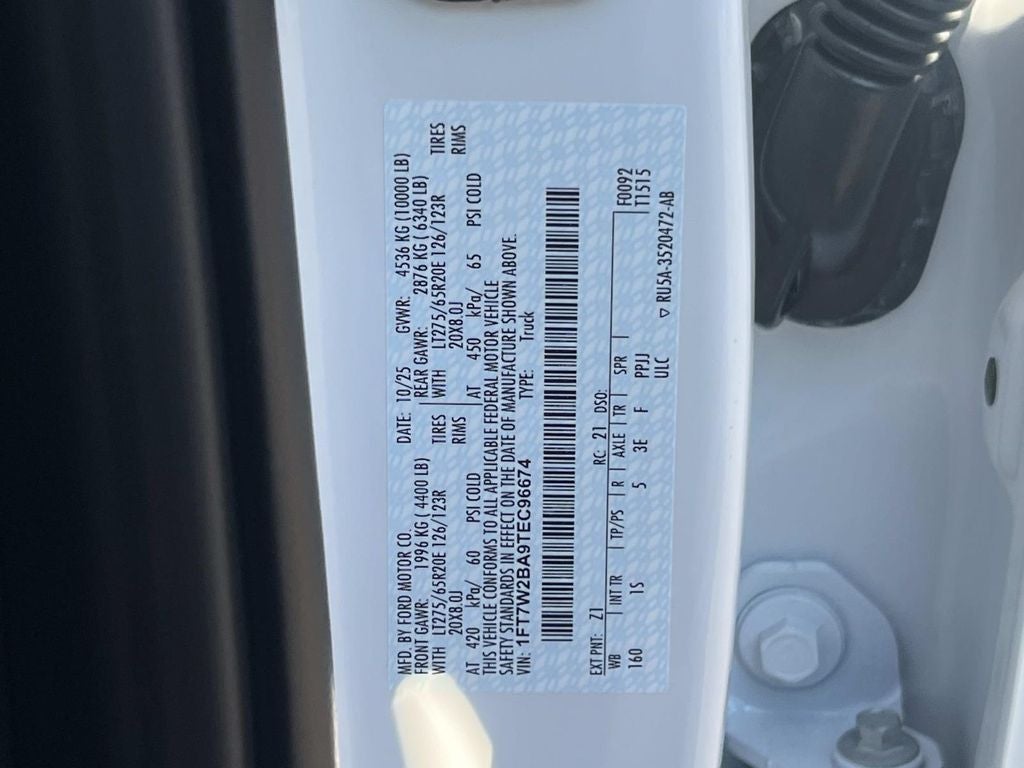 MFD. BY FORD MOTOR CO.
DATE: 10/25 GVWR: 4536 KG (10000 LB)
FRONT GAWR: 1996 KG ( 4400 LB)
REAR GAWR: 2876 KG ( 6340 LB)
WITH LT275/65R20E 126/123R TIRES
WITH LT275/65R20E 126/123R TIRES
20X8.0J RIMS
20X8.0J RIMS
AT 420 kPa/ 60 PSI COLD
AT 450 kPa/ 65 PSI COLD
THIS VEHICLE CONFORMS TO ALL APPLICABLE FEDERAL MOTOR VEHICLE
SAFETY STANDARDS IN EFFECT ON THE DATE OF MANUFACTURE SHOWN ABOVE.
VIN: 1FT7W2BA9TEC96674 TYPE: Truck
EXT PNT: Z1 RC: 21 DSO: F0092
WB INT TR TP/PS R AXLE TR SPR T1515
160 1S 5 3E F PPJJ
ULC ▽ RU5A-3520472-AB